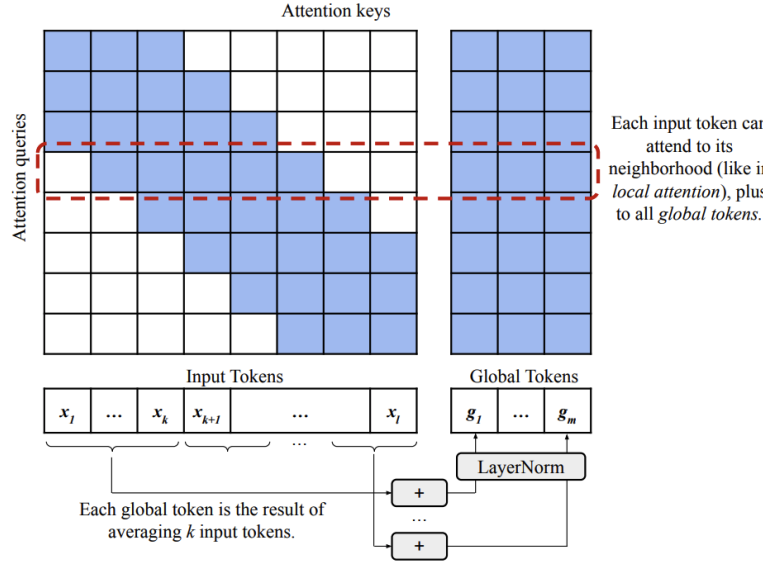 Attention keys
Attention queries
Each input token can
attend to its
neighborhood (like in
local attention), plus
to all global tokens.
Input Tokens
Global Tokens
x1 ... xk xk+1 ... xl
g1 ... gm
...
LayerNorm
+
Each global token is the result of
averaging k input tokens.
...
+